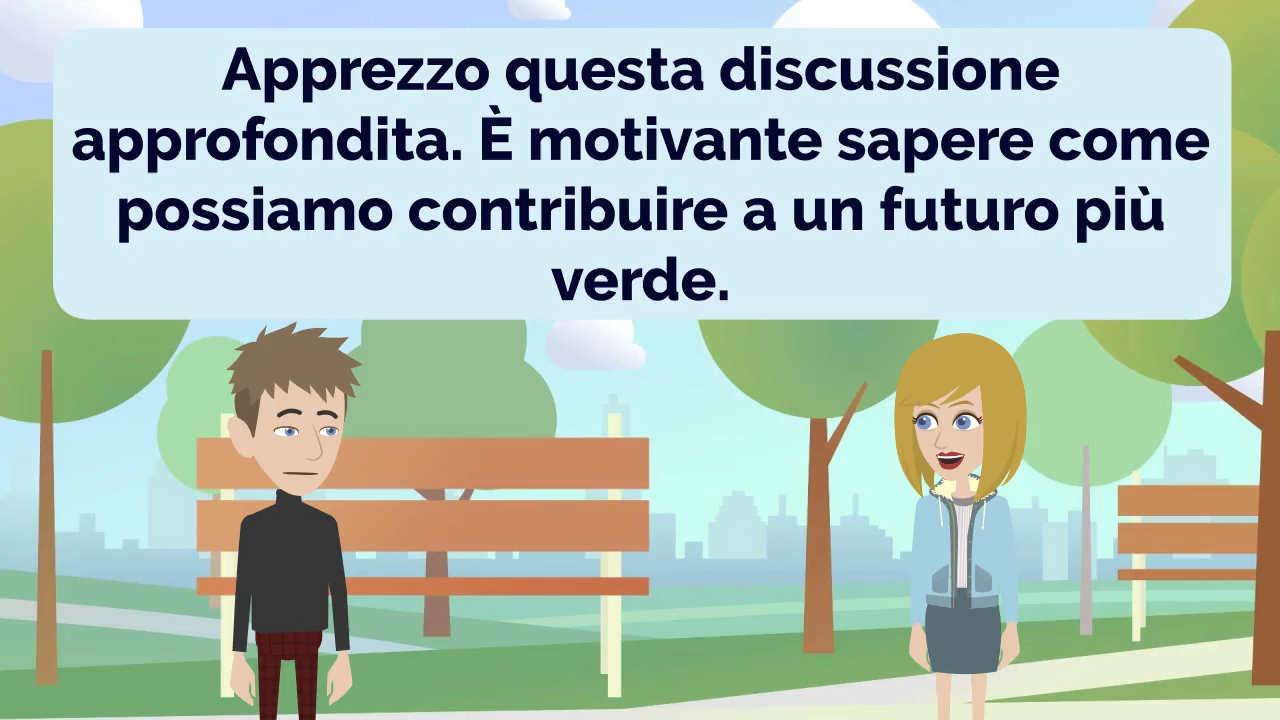 Apprezzo questa discussione
approfondita. È motivante sapere come
possiamo contribuire a un futuro più
verde.